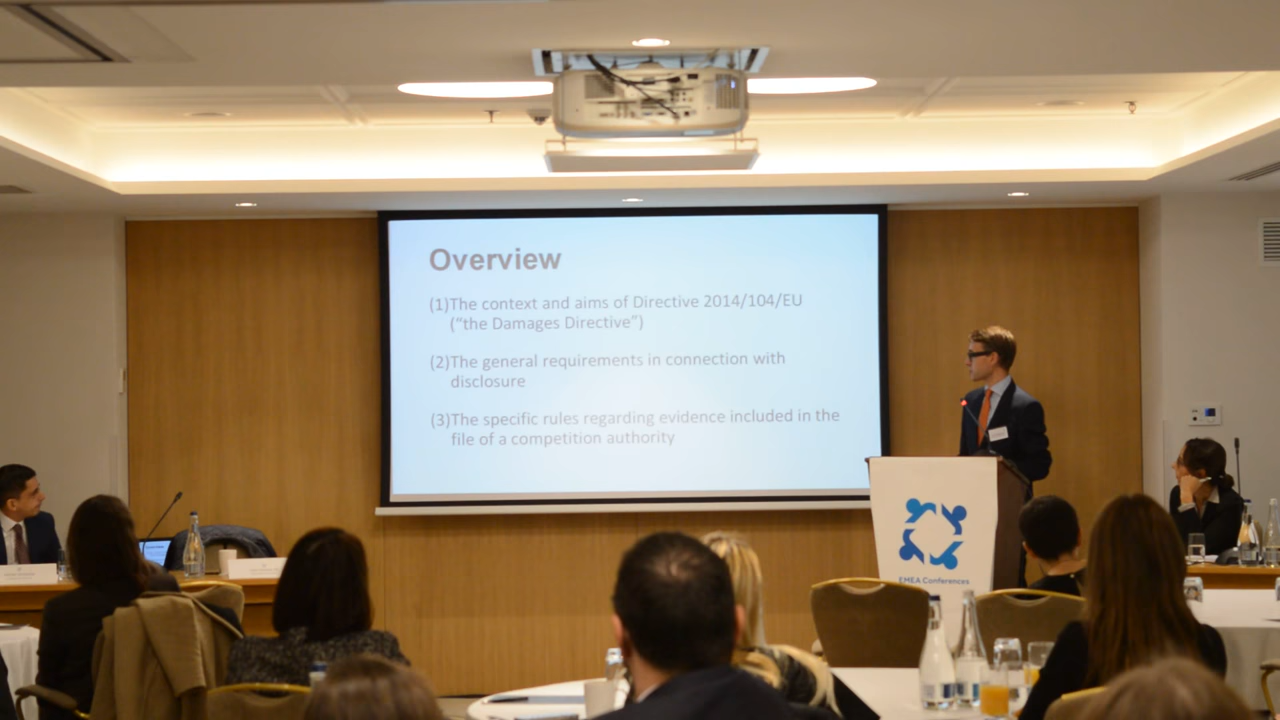 Overview
(1)The context and aims of Directive 2014/104/EU
(“the Damages Directive”)
(2)The general requirements in connection with
disclosure
(3)The specific rules regarding evidence included in the
file of a competition authority
EMEA Conferences